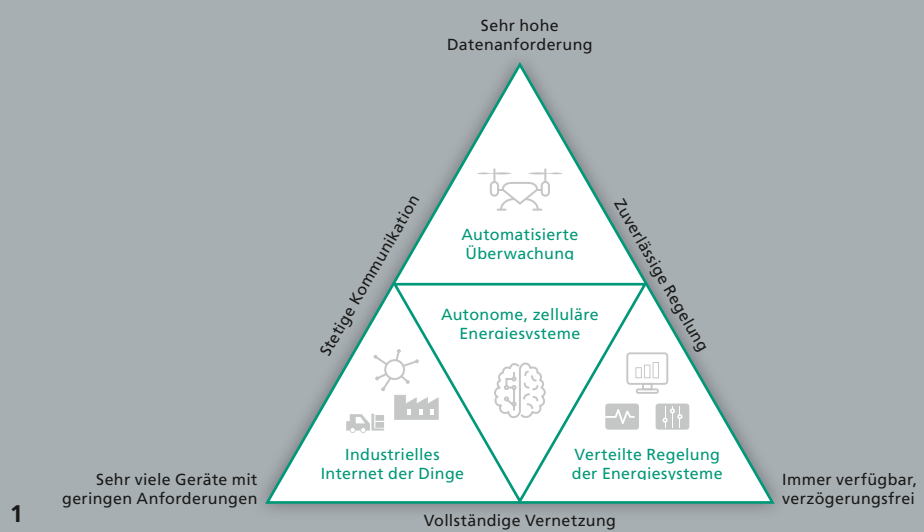 Sehr hohe
Datenanforderung
Stetige Kommunikation
Zuverlässige Regelung
Automatisierte
Überwachung
Autonome, zelluläre
Energiesysteme
Industrielles
Internet der Dinge
Verteilte Regelung
der Energiesysteme
Sehr viele Geräte mit
geringen Anforderungen
Immer verfügbar,
verzögerungsfrei
Vollständige Vernetzung
1